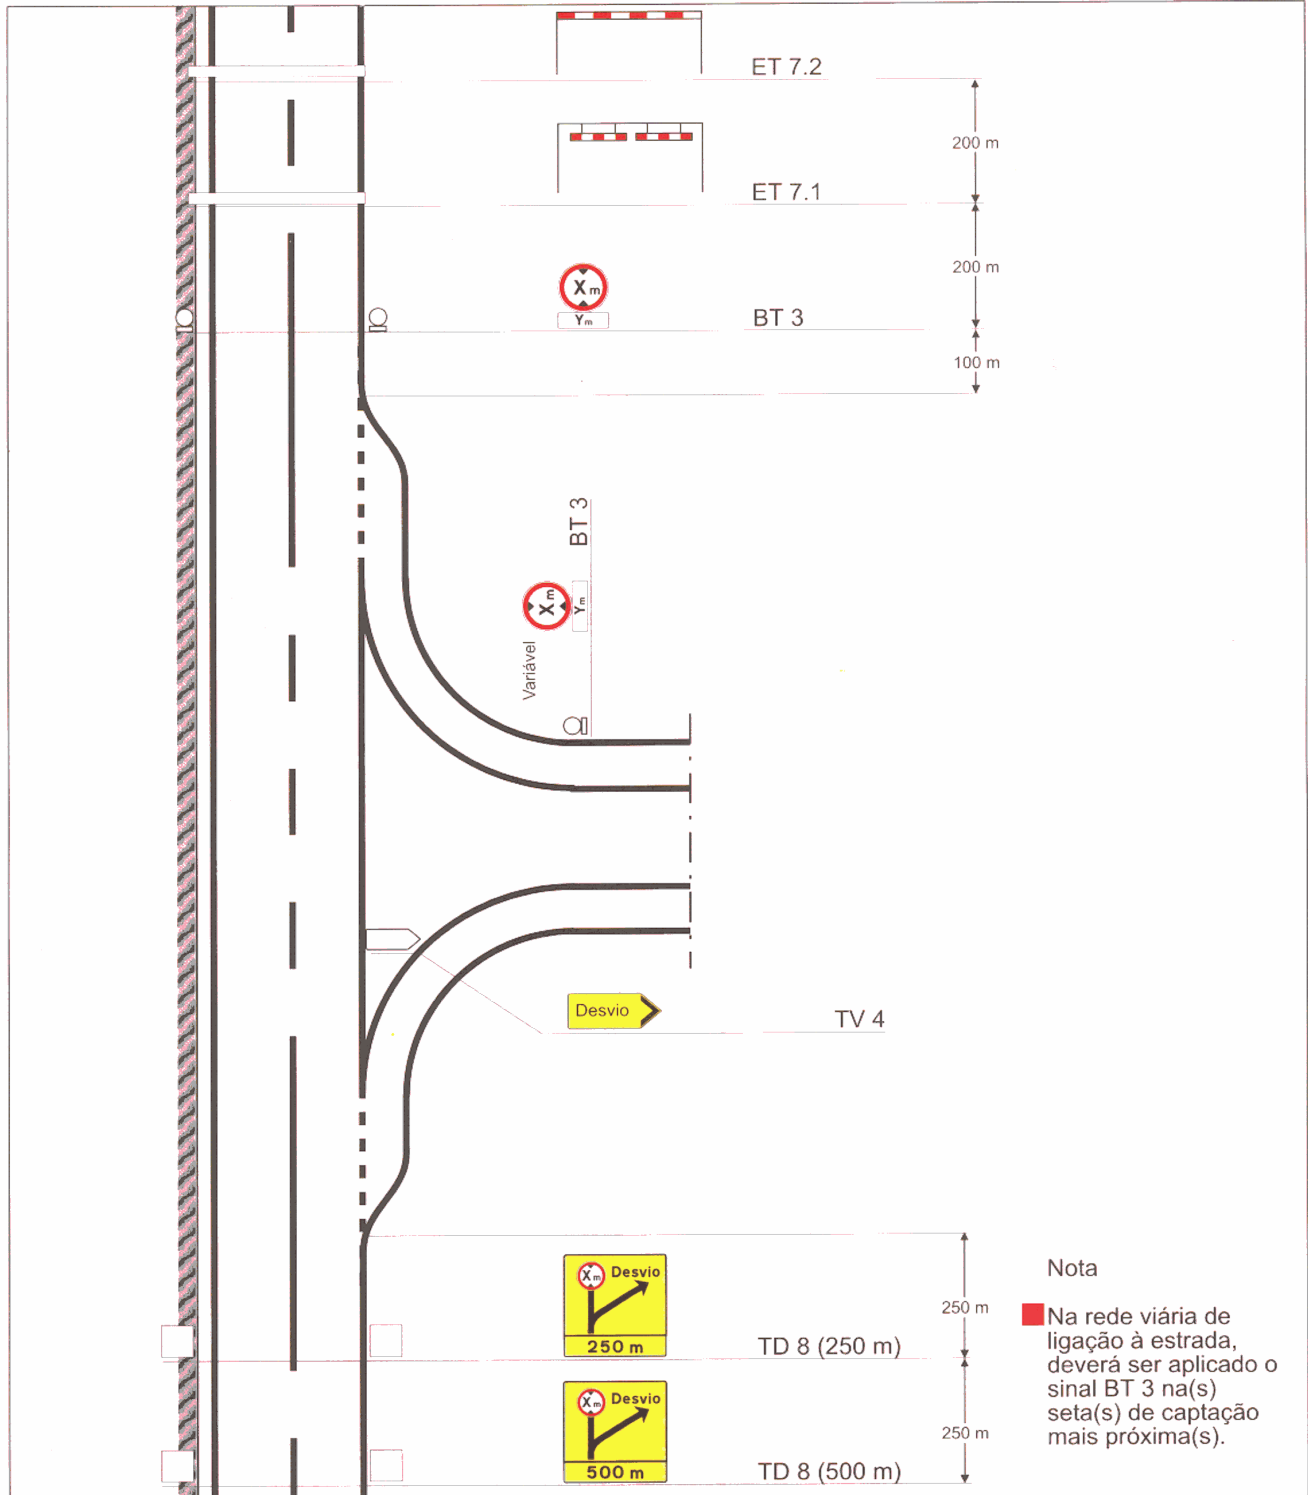 ET 7.2
200 m
ET 7.1
200 m
X m
Y m
BT 3
100 m
BT 3
X m
Y m
Variável
Desvio
TV 4
X m Desvio
250 m
TD 8 (250 m)
250 m
X m Desvio
500 m
TD 8 (500 m)
250 m
Nota
Na rede viária de
ligação à estrada,
deverá ser aplicado o
sinal BT 3 na(s)
seta(s) de captação
mais próxima(s).